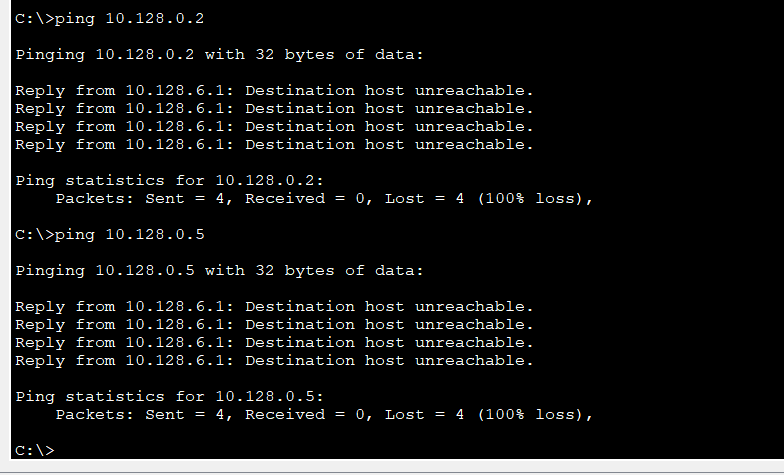 C:\>ping 10.128.0.2
Pinging 10.128.0.2 with 32 bytes of data:
Reply from 10.128.6.1: Destination host unreachable.
Reply from 10.128.6.1: Destination host unreachable.
Reply from 10.128.6.1: Destination host unreachable.
Reply from 10.128.6.1: Destination host unreachable.
Ping statistics for 10.128.0.2:
    Packets: Sent = 4, Received = 0, Lost = 4 (100% loss),
C:\>ping 10.128.0.5
Pinging 10.128.0.5 with 32 bytes of data:
Reply from 10.128.6.1: Destination host unreachable.
Reply from 10.128.6.1: Destination host unreachable.
Reply from 10.128.6.1: Destination host unreachable.
Reply from 10.128.6.1: Destination host unreachable.
Ping statistics for 10.128.0.5:
    Packets: Sent = 4, Received = 0, Lost = 4 (100% loss),
C:\>